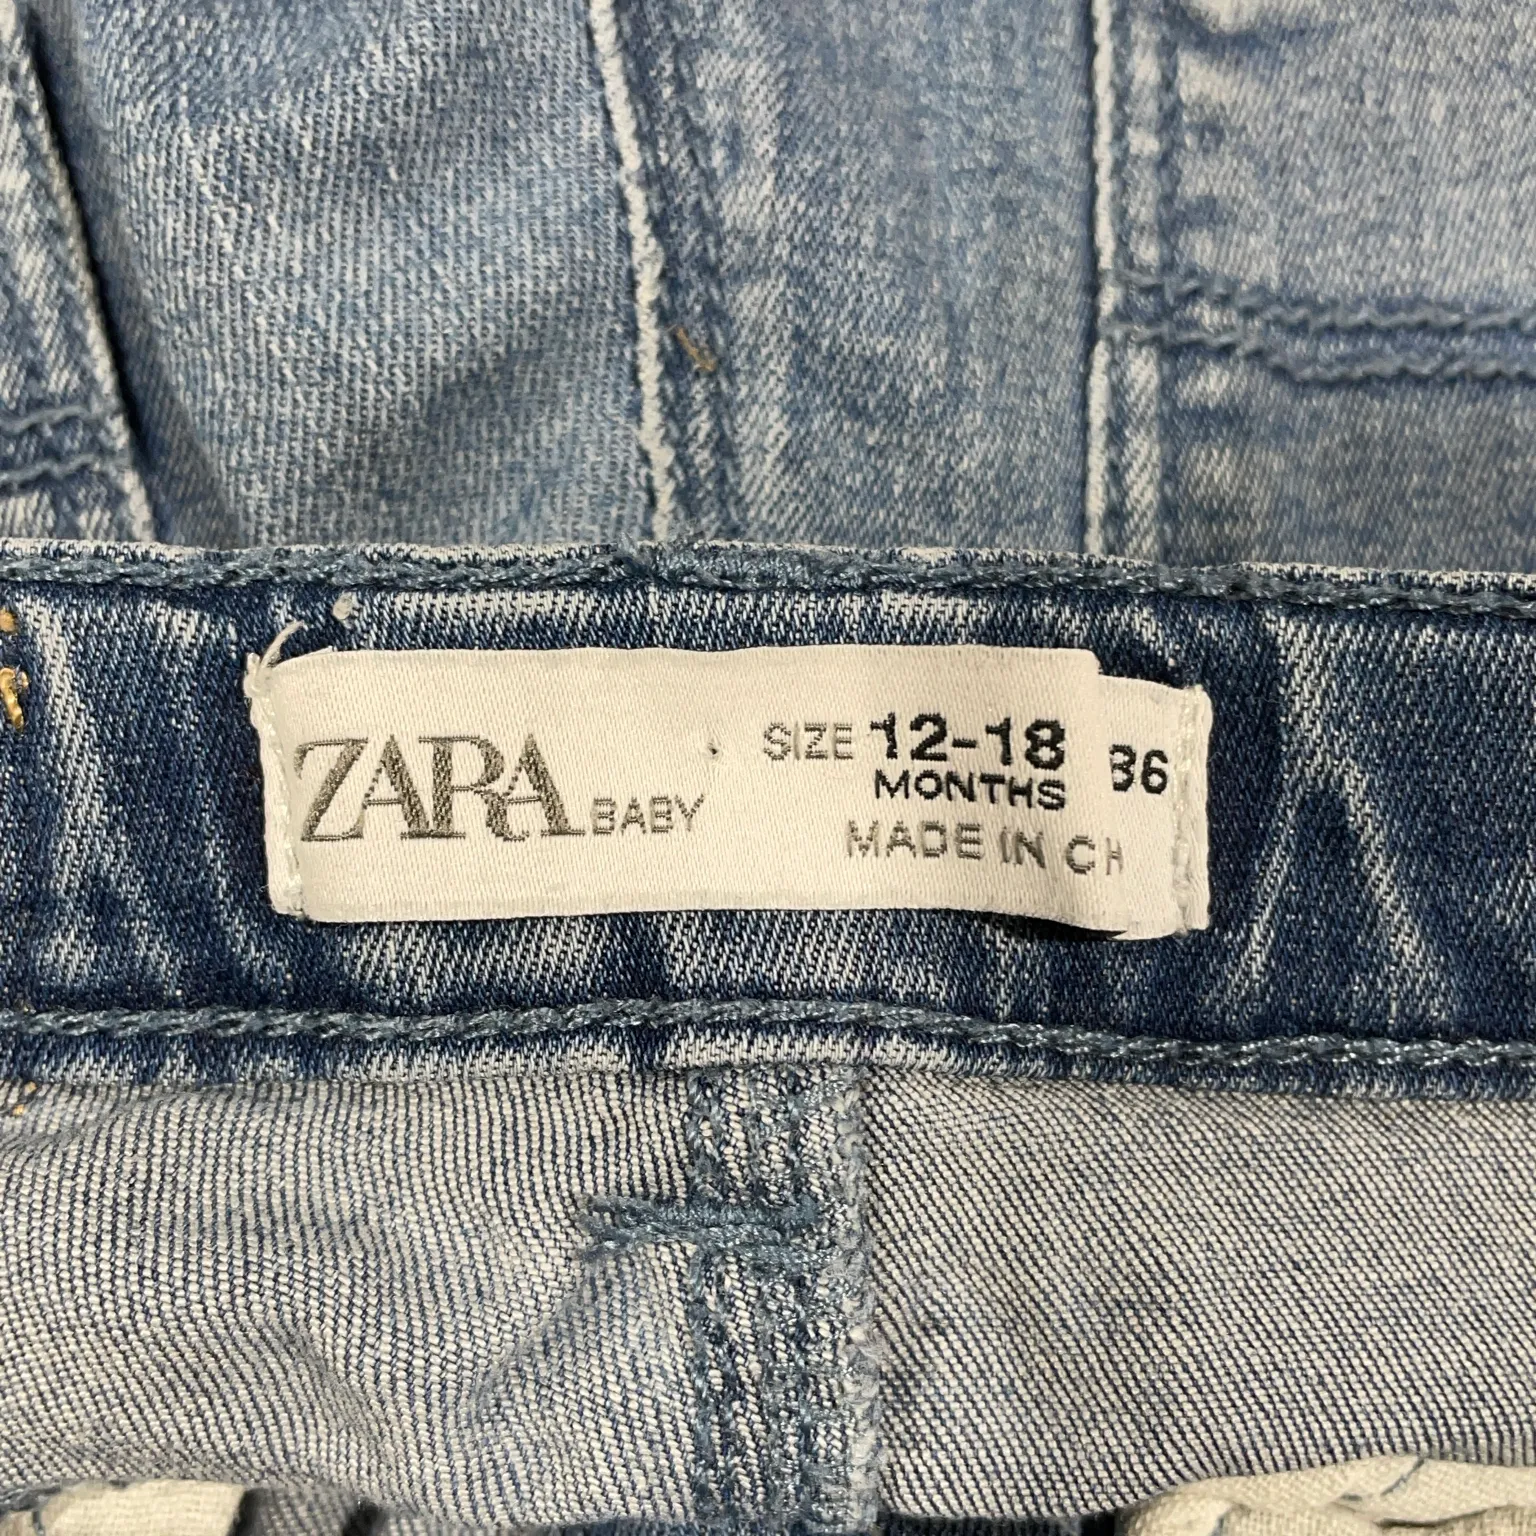 ZARA BABY
SIZE 12-18 86
MONTHS
MADE IN CH